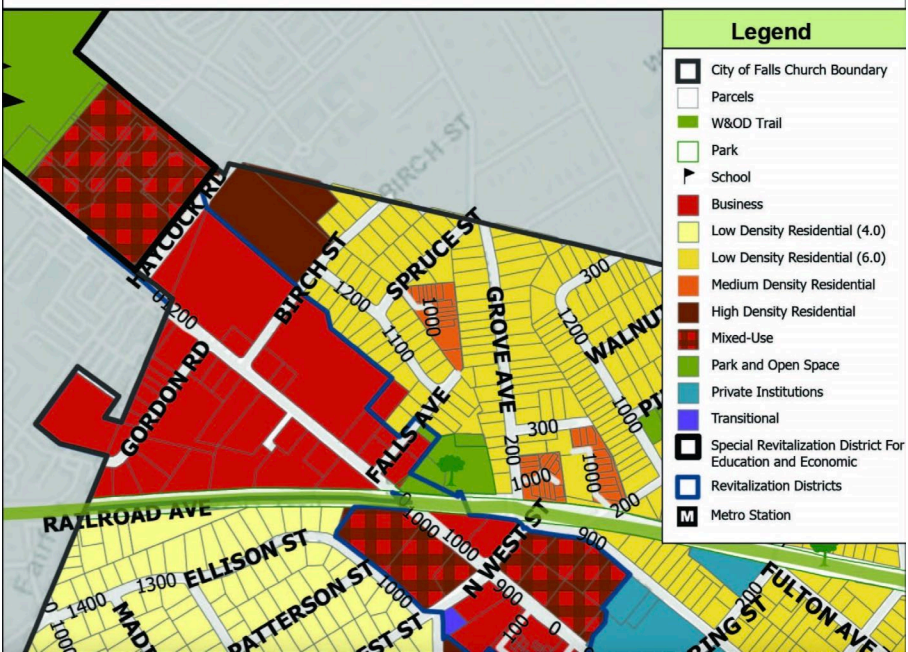 Legend
City of Falls Church Boundary
Parcels
W&OD Trail
Park
School
Business
Low Density Residential (4.0)
Low Density Residential (6.0)
Medium Density Residential
High Density Residential
Mixed-Use
Park and Open Space
Private Institutions
Transitional
Special Revitalization District For
Education and Economic
Revitalization Districts
M Metro Station
BIRCH ST
HAYCOCK RD
BIRCH ST
SPRUCE ST
GROVE AVE
300
1200
1200
1000
1200
1100
WALNUT
GORDON RD
FALLS AVE
300
1000
200
1000
1000
200
RAILROAD AVE
1000
1000
N WEST ST
900
ELLISON ST
1300
1400
1000
PATTERSON ST
1000
900
100
0
FULTON AVE